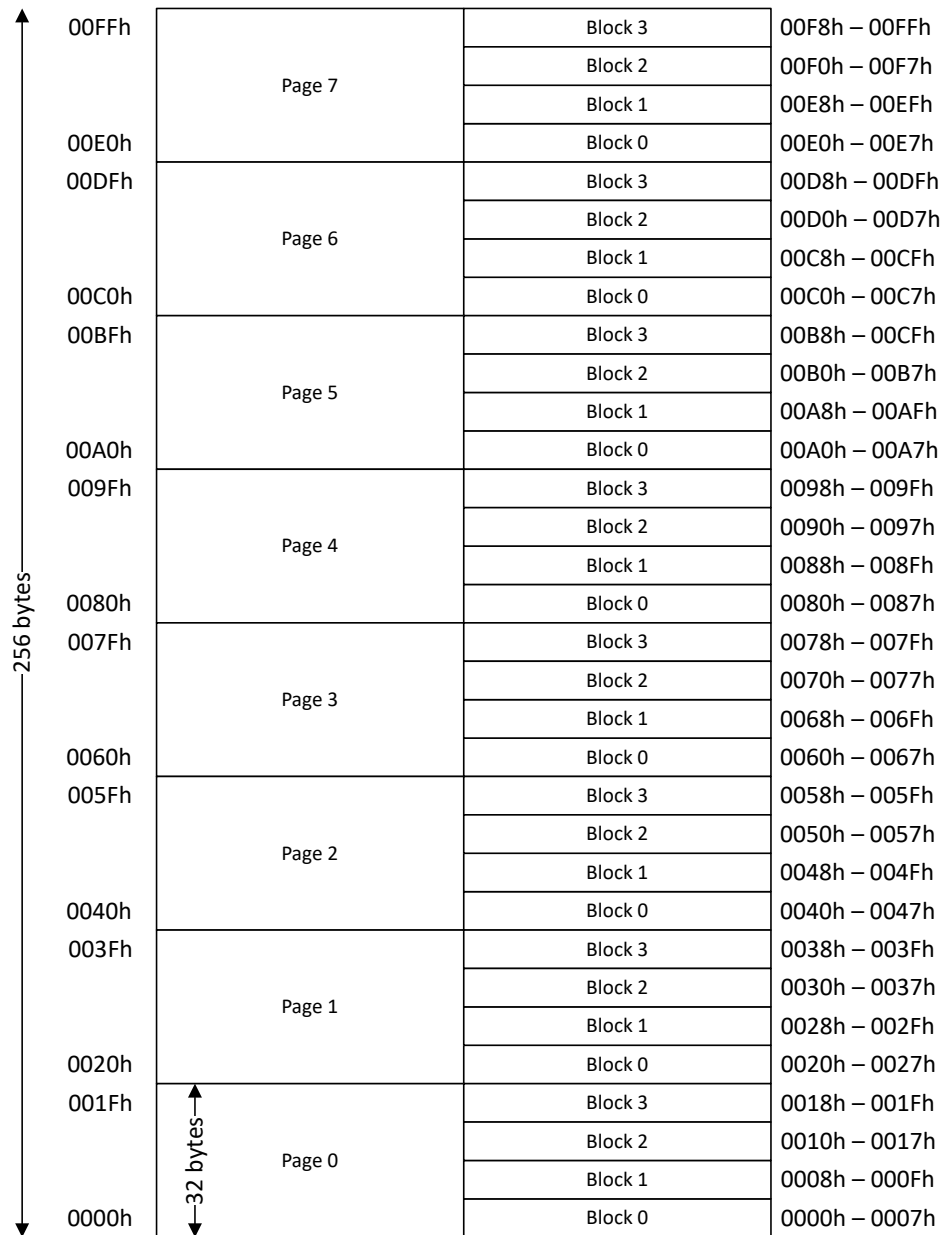 00FFh Block 3 00F8h – 00FFh
Block 2 00F0h – 00F7h
Page 7
Block 1 00E8h – 00EFh
00E0h Block 0 00E0h – 00E7h
00DFh Block 3 00D8h – 00DFh
Block 2 00D0h – 00D7h
Page 6
Block 1 00C8h – 00CFh
00C0h Block 0 00C0h – 00C7h
00BFh Block 3 00B8h – 00CFh
Block 2 00B0h – 00B7h
Page 5
Block 1 00A8h – 00AFh
00A0h Block 0 00A0h – 00A7h
009Fh Block 3 0098h – 009Fh
Block 2 0090h – 0097h
Page 4
Block 1 0088h – 008Fh
0080h Block 0 0080h – 0087h
256 bytes
007Fh Block 3 0078h – 007Fh
Block 2 0070h – 0077h
Page 3
Block 1 0068h – 006Fh
0060h Block 0 0060h – 0067h
005Fh Block 3 0058h – 005Fh
Block 2 0050h – 0057h
Page 2
Block 1 0048h – 004Fh
0040h Block 0 0040h – 0047h
003Fh Block 3 0038h – 003Fh
Block 2 0030h – 0037h
Page 1
Block 1 0028h – 002Fh
0020h Block 0 0020h – 0027h
001Fh Block 3 0018h – 001Fh
32 bytes
Block 2 0010h – 0017h
Page 0
Block 1 0008h – 000Fh
0000h Block 0 0000h – 0007h